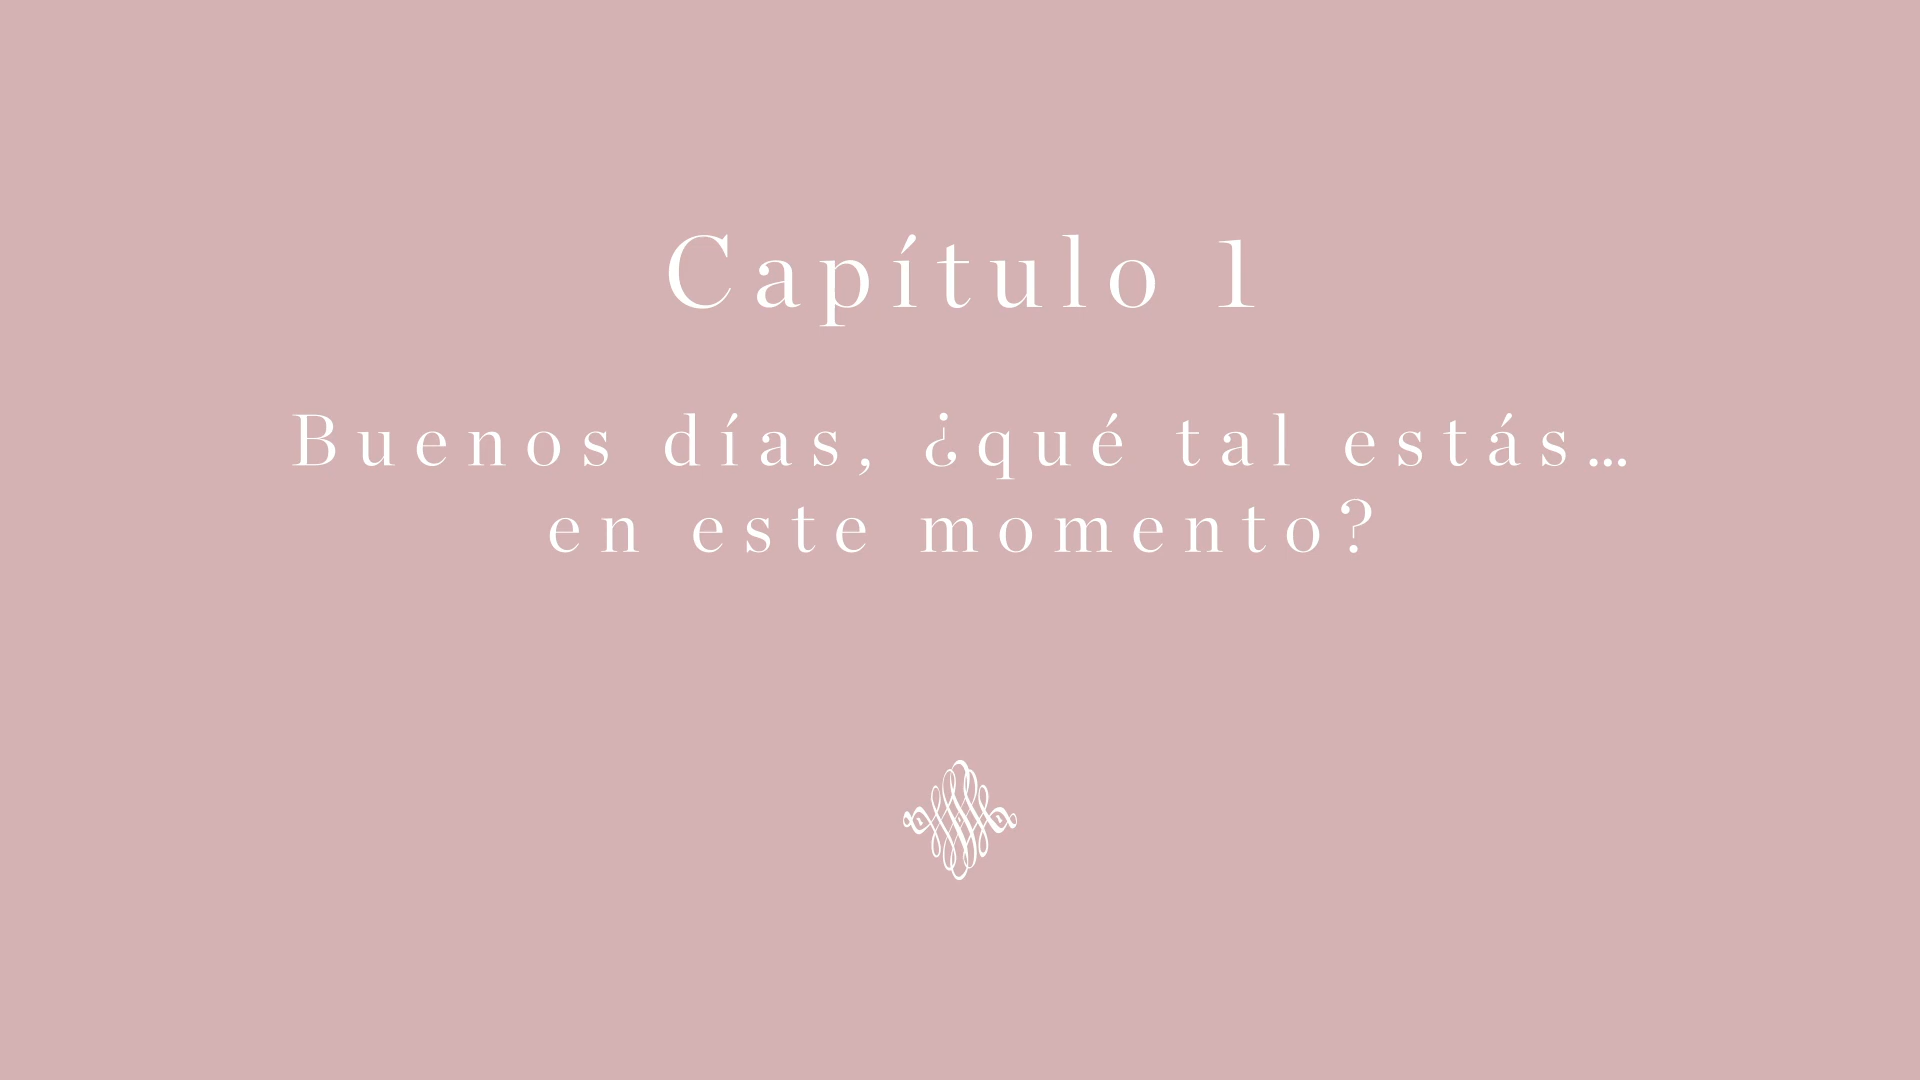 Capítulo 1
Buenos días, ¿qué tal estás…
en este momento?